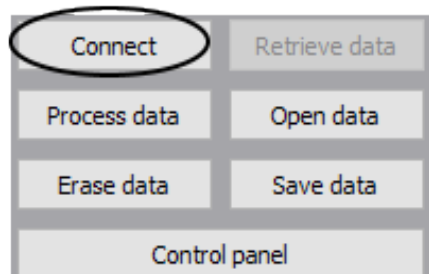 Connect Retrieve data
Process data Open data
Erase data Save data
Control panel